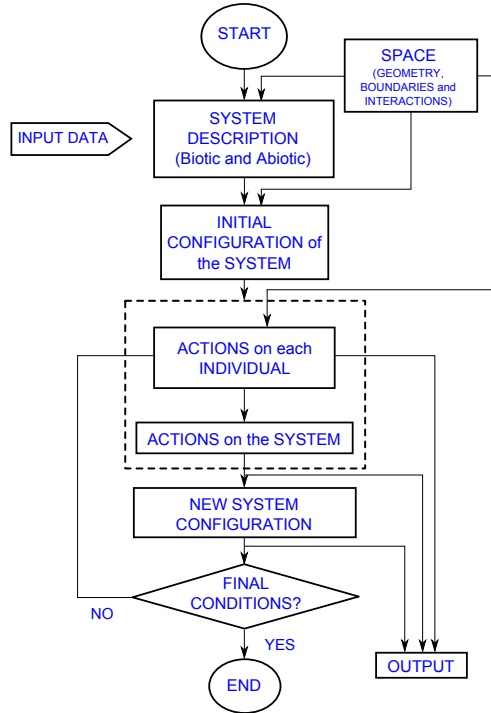 START
SPACE
(GEOMETRY,
BOUNDARIES and
INTERACTIONS)
INPUT DATA
SYSTEM
DESCRIPTION
(Biotic and Abiotic)
INITIAL
CONFIGURATION of
the SYSTEM
ACTIONS on each
INDIVIDUAL
ACTIONS on the SYSTEM
NEW SYSTEM
CONFIGURATION
FINAL
CONDITIONS?
NO
YES
OUTPUT
END